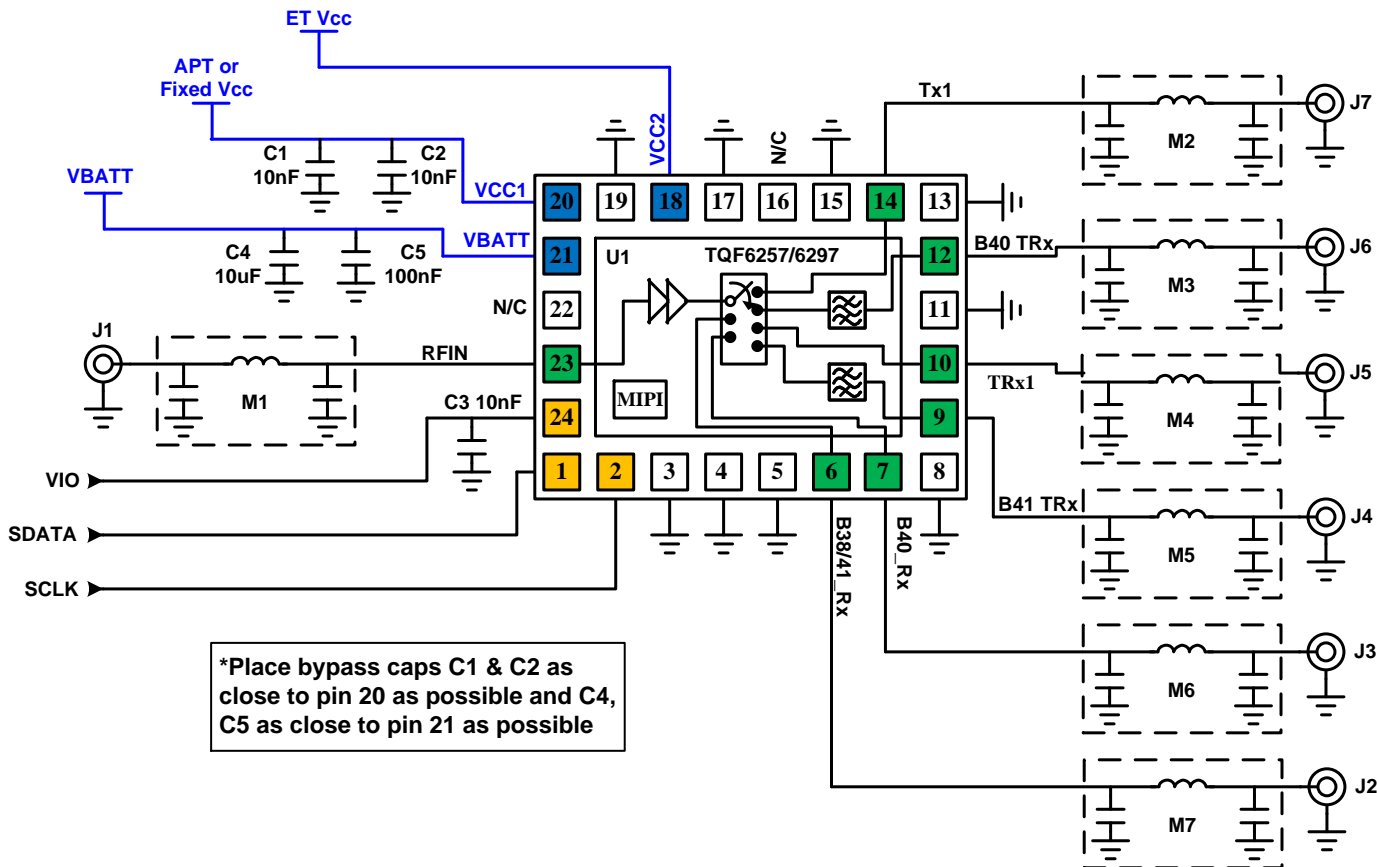 ET Vcc
APT or
Fixed Vcc
VBATT
C1
10nF
C2
10nF
VCC1
VCC2
N/C
Tx1
M2
J7
20
19
18
17
16
15
14
13
C4
10uF
C5
100nF
VBATT
21
U1
TQF6257/6297
12
B40 TRx
M3
J6
N/C
22
11
J1
M1
RFIN
23
MIPI
10
TRx1
M4
J5
C3 10nF
24
9
VIO
1
2
3
4
5
6
7
8
B41 TRx
M5
J4
SDATA
SCLK
B38/41_Rx
B40_Rx
M6
J3
*Place bypass caps C1 & C2 as
close to pin 20 as possible and C4,
C5 as close to pin 21 as possible
M7
J2